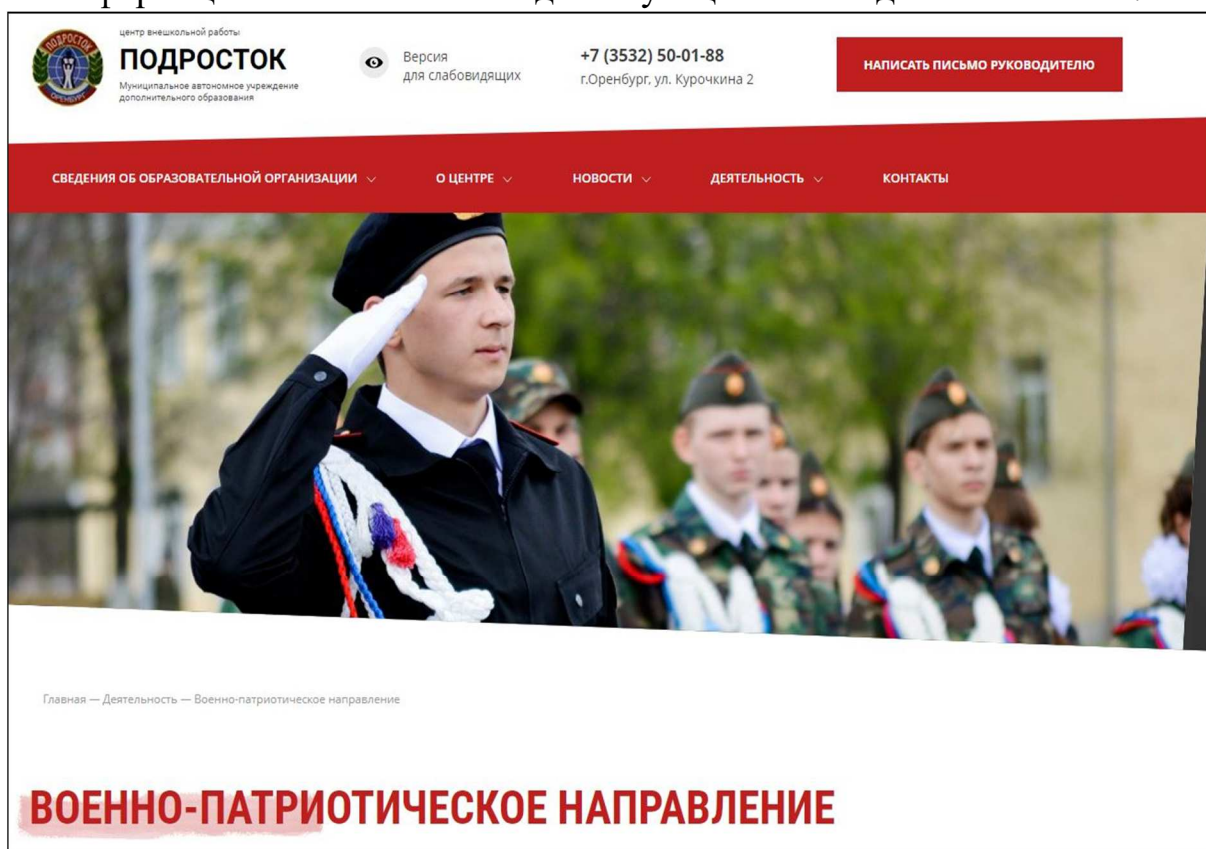 центр внешкольной работы
ПОДРОСТОК
Муниципальное автономное учреждение
дополнительного образования
Версия
для слабовидящих
+7 (3532) 50-01-88
г.Оренбург, ул. Курочкина 2
НАПИСАТЬ ПИСЬМО РУКОВОДИТЕЛЮ
ПОДРОСТОК
ОРЕНБУРГ
СВЕДЕНИЯ ОБ ОБРАЗОВАТЕЛЬНОЙ ОРГАНИЗАЦИИ
О ЦЕНТРЕ
НОВОСТИ
ДЕЯТЕЛЬНОСТЬ
КОНТАКТЫ
Главная — Деятельность — Военно-патриотическое направление
ВОЕННО-ПАТРИОТИЧЕСКОЕ НАПРАВЛЕНИЕ